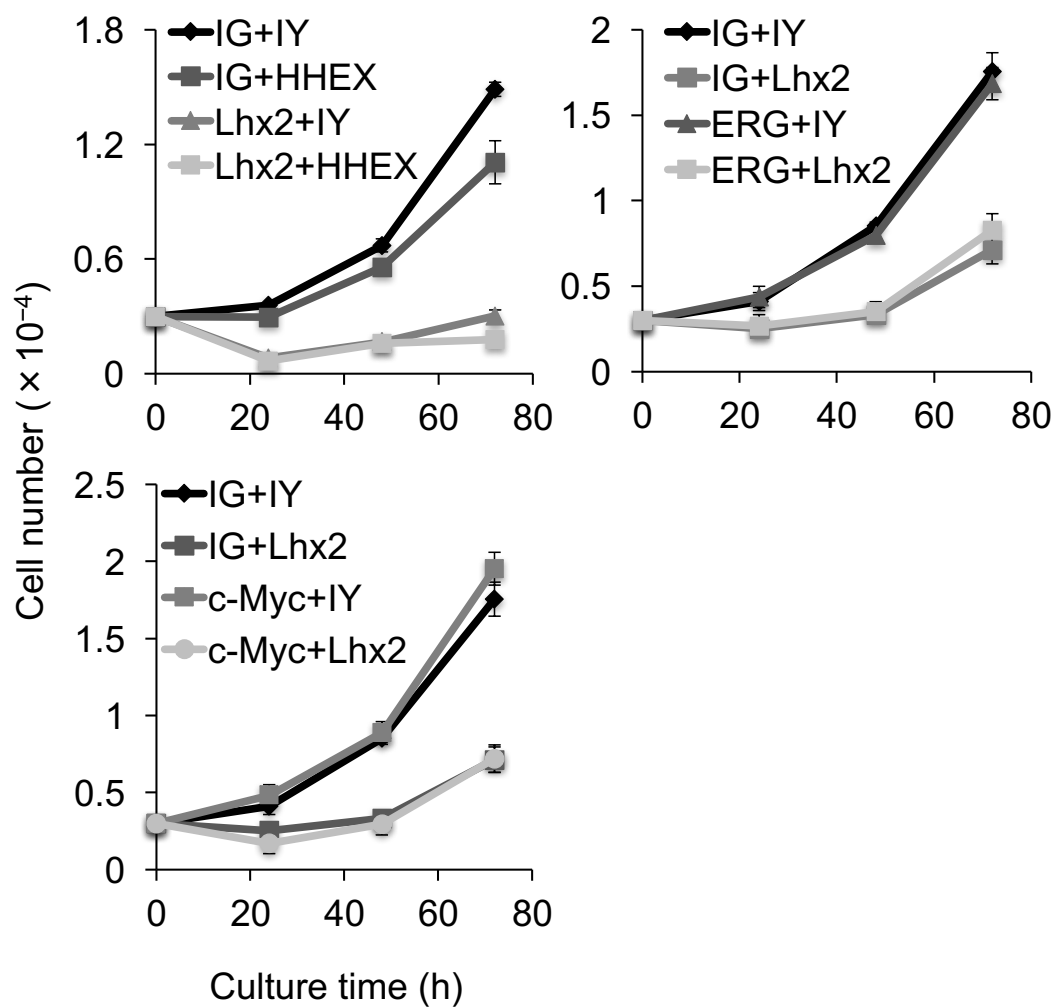 Cell number ( × 10⁻⁴)
1.8
1.2
0.6
0
0 20 40 60 80
IG+IY
IG+HHEX
Lhx2+IY
Lhx2+HHEX
2
1.5
1
0.5
0
0 20 40 60 80
IG+IY
IG+Lhx2
ERG+IY
ERG+Lhx2
2.5
2
1.5
1
0.5
0
0 20 40 60 80
IG+IY
IG+Lhx2
c-Myc+IY
c-Myc+Lhx2
Culture time (h)